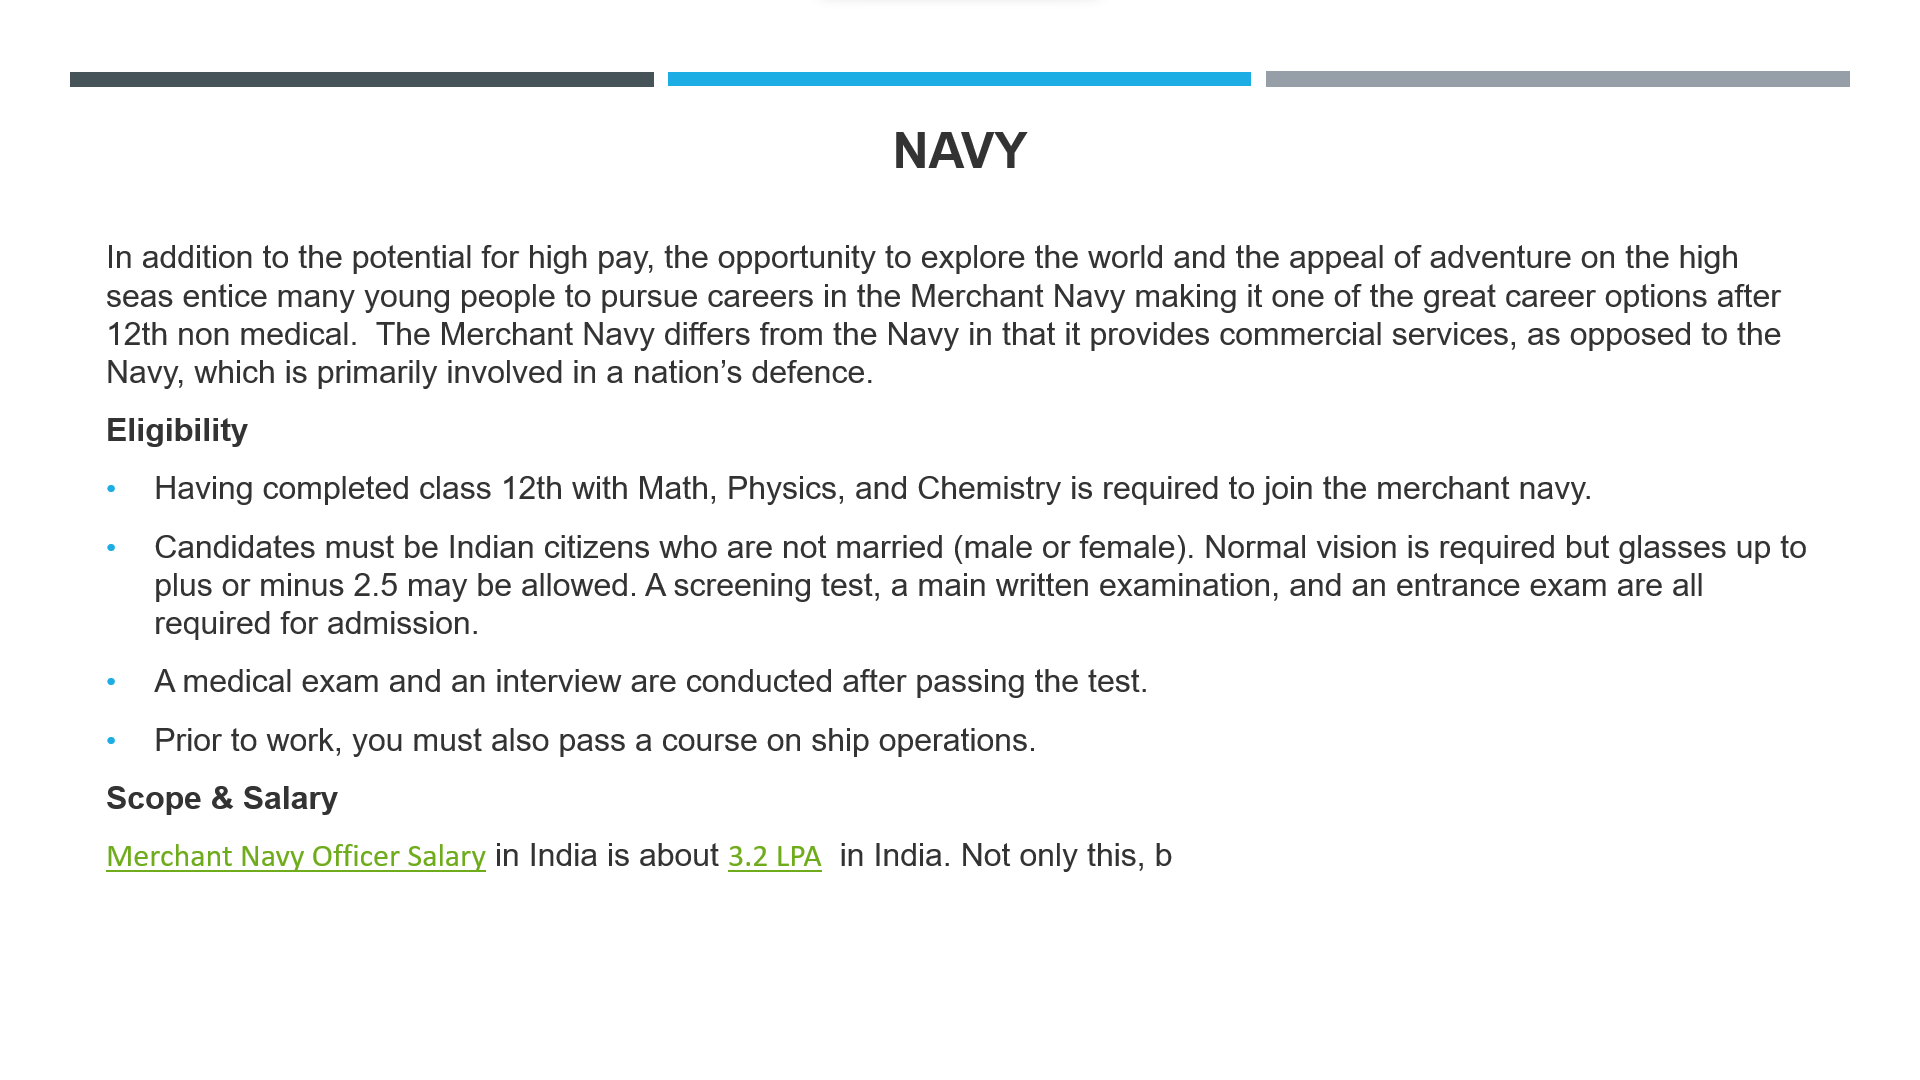 NAVY
In addition to the potential for high pay, the opportunity to explore the world and the appeal of adventure on the high
seas entice many young people to pursue careers in the Merchant Navy making it one of the great career options after
12th non medical.  The Merchant Navy differs from the Navy in that it provides commercial services, as opposed to the
Navy, which is primarily involved in a nation’s defence.
Eligibility
• Having completed class 12th with Math, Physics, and Chemistry is required to join the merchant navy.
• Candidates must be Indian citizens who are not married (male or female). Normal vision is required but glasses up to
plus or minus 2.5 may be allowed. A screening test, a main written examination, and an entrance exam are all
required for admission.
• A medical exam and an interview are conducted after passing the test.
• Prior to work, you must also pass a course on ship operations.
Scope & Salary
Merchant Navy Officer Salary in India is about 3.2 LPA  in India. Not only this, b